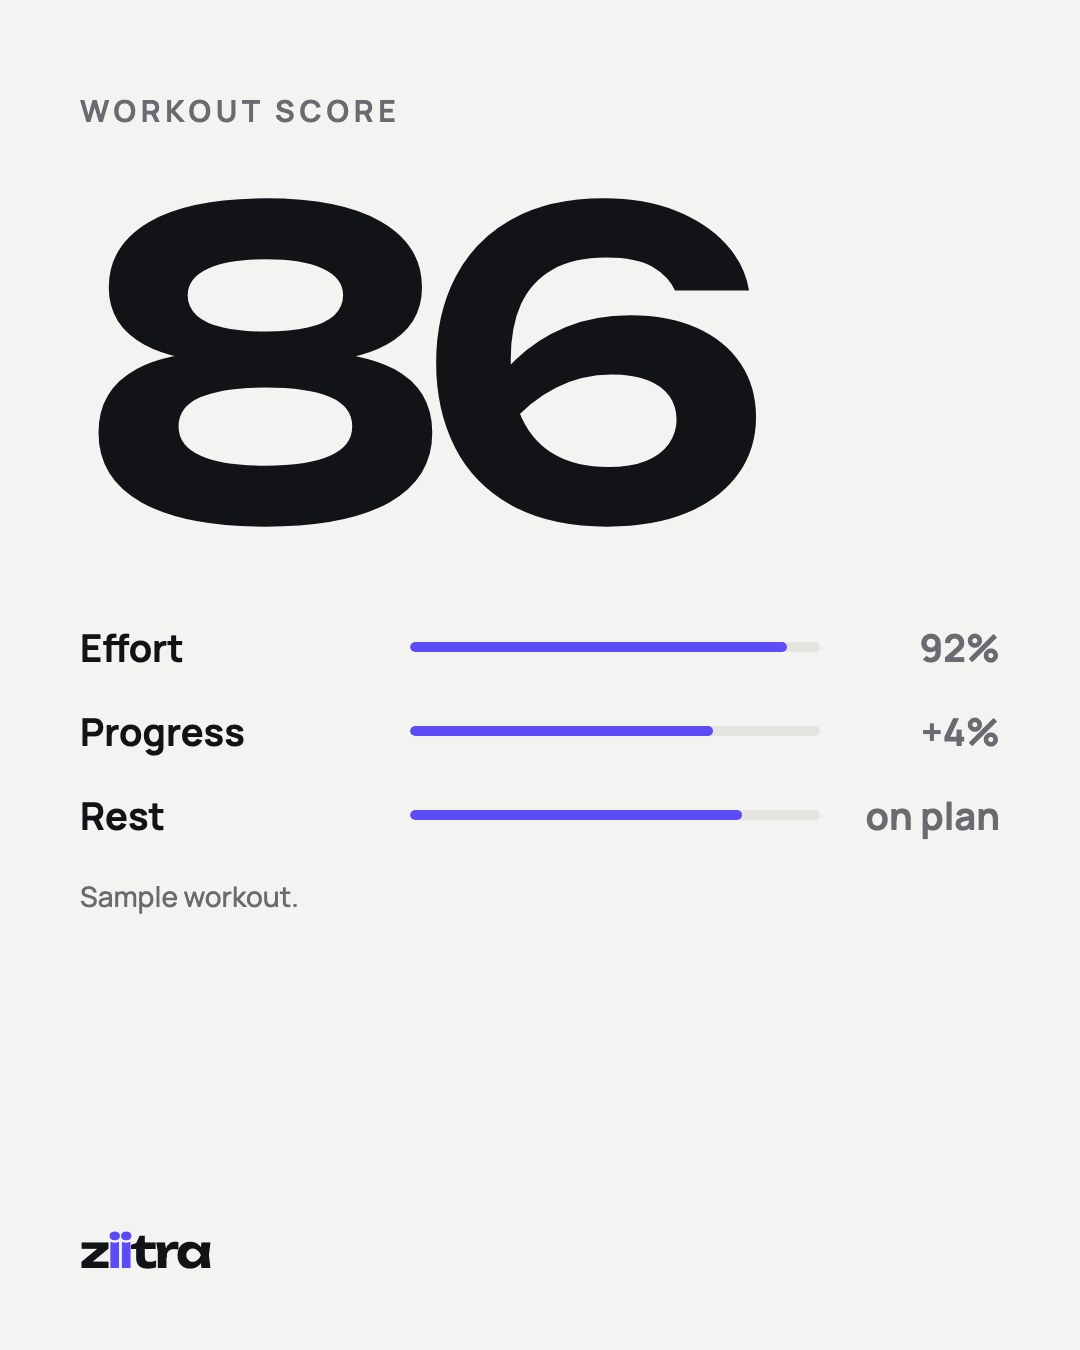 WORKOUT SCORE
86
Effort 92%
Progress +4%
Rest on plan
Sample workout.
ziitra